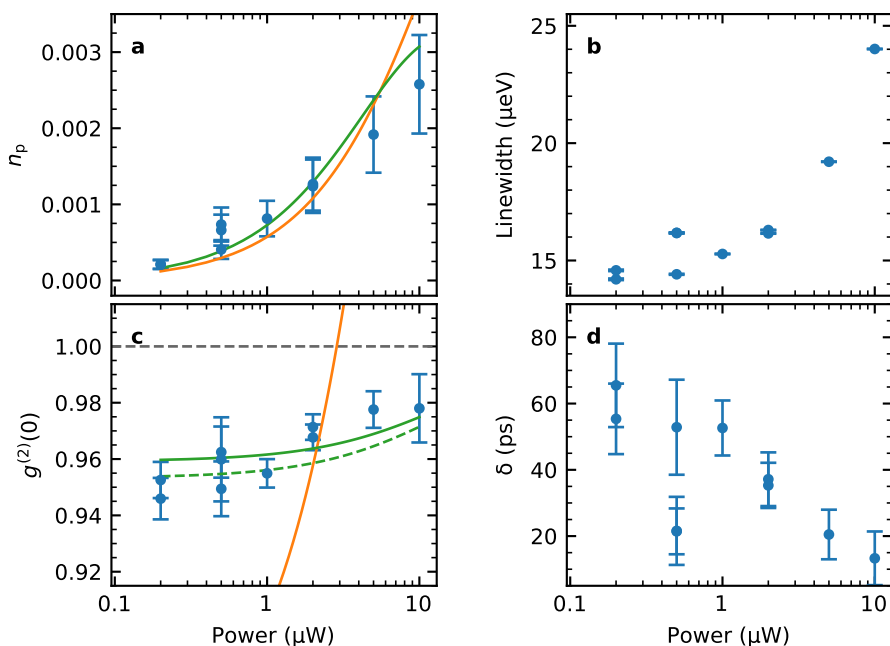 a
0.003
0.002
0.001
0.000
nₚ
b
25
20
15
Linewidth (µeV)
c
1.00
0.98
0.96
0.94
0.92
g⁽²⁾(0)
0.1 1 10
Power (µW)
d
80
60
40
20
δ (ps)
0.1 1 10
Power (µW)